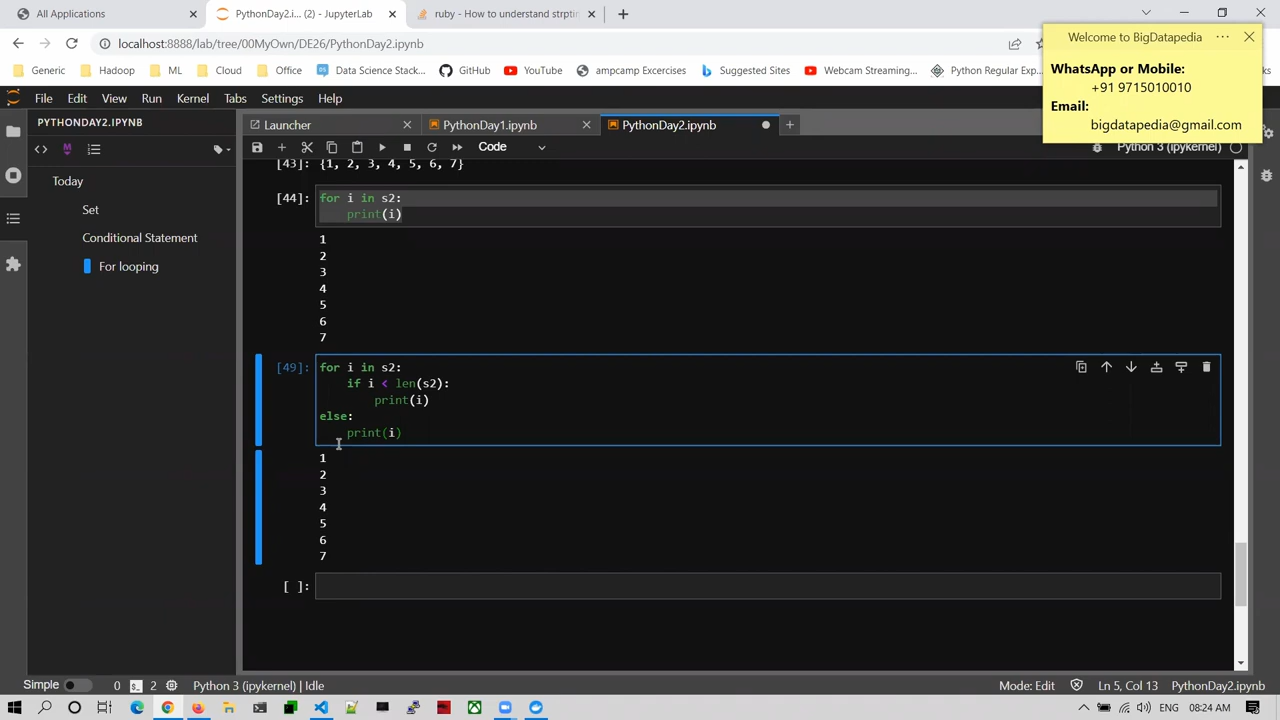 All Applications
PythonDay2.i... (2) - JupyterLab
ruby - How to understand strptin
localhost:8888/lab/tree/00MyOwn/DE26/PythonDay2.ipynb
Generic
Hadoop
ML
Cloud
Office
Data Science Stack...
GitHub
YouTube
ampcamp Excercises
Suggested Sites
Webcam Streaming...
Python Regular Exp...
Welcome to BigDatapedia
WhatsApp or Mobile:
+91 9715010010
Email:
bigdatapedia@gmail.com
File Edit View Run Kernel Tabs Settings Help
PYTHONDAY2.IPYNB
Today
Set
Conditional Statement
For looping
Launcher
PythonDay1.ipynb
PythonDay2.ipynb
Code
Python 3 (ipykernel)
[43]: {1, 2, 3, 4, 5, 6, 7}
[44]: for i in s2:
print(i)
1
2
3
4
5
6
7
[49]: for i in s2:
if i < len(s2):
print(i)
else:
print(i)
1
2
3
4
5
6
7
[ ]:
Simple 0 2 Python 3 (ipykernel) | Idle
Mode: Edit Ln 5, Col 13 PythonDay2.ipynb
ENG 08:24 AM